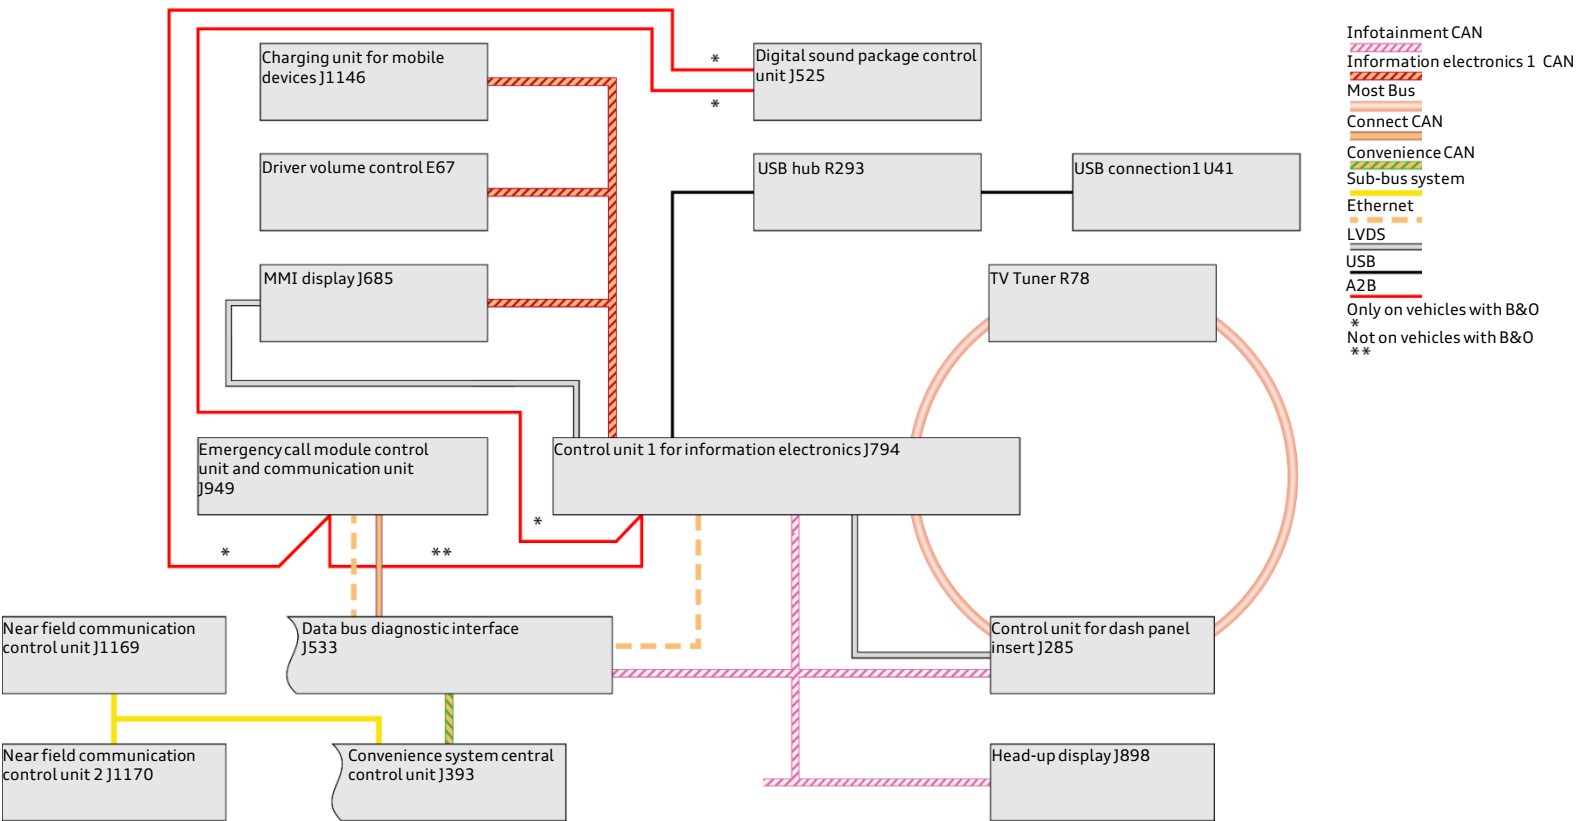 Charging unit for mobile
devices J1146
*
*
Digital sound package control
unit J525
Driver volume control E67
USB hub R293
USB connection1 U41
MMI display J685
TV Tuner R78
Emergency call module control
unit and communication unit
J949
Control unit 1 for information electronics J794
*
*
**
Near field communication
control unit J1169
Data bus diagnostic interface
J533
Control unit for dash panel
insert J285
Near field communication
control unit 2 J1170
Convenience system central
control unit J393
Head-up display J898
Infotainment CAN
Information electronics 1 CAN
Most Bus
Connect CAN
Convenience CAN
Sub-bus system
Ethernet
LVDS
USB
A2B
Only on vehicles with B&O
*
Not on vehicles with B&O
**